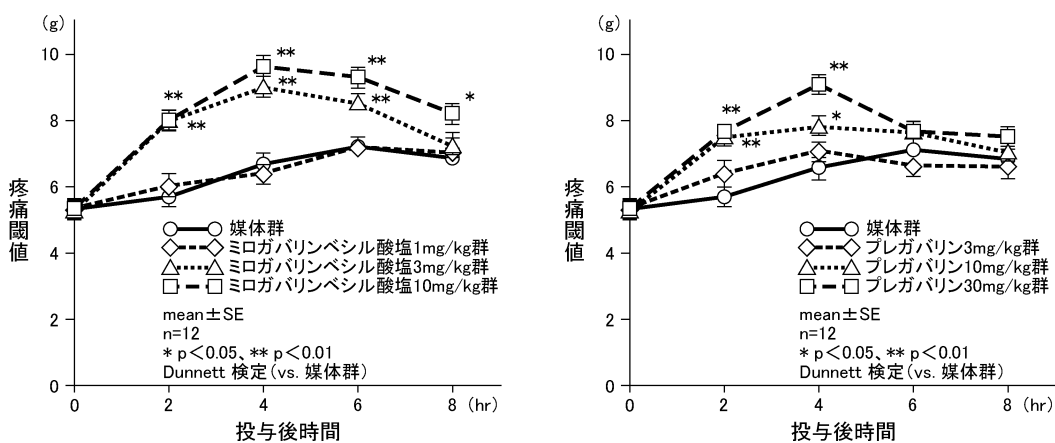 (g)
10
8
6
4
2
0
疼痛閾値
**
**
**
**
**
**
*
媒体群
ミロガバリンベシル酸塩1mg/kg群
ミロガバリンベシル酸塩3mg/kg群
ミロガバリンベシル酸塩10mg/kg群
mean±SE
n=12
* p<0.05、** p<0.01
Dunnett 検定(vs. 媒体群)
0 2 4 6 8 (hr)
投与後時間
(g)
10
8
6
4
2
0
疼痛閾値
**
**
**
*
媒体群
プレガバリン3mg/kg群
プレガバリン10mg/kg群
プレガバリン30mg/kg群
mean±SE
n=12
* p<0.05、** p<0.01
Dunnett 検定(vs. 媒体群)
0 2 4 6 8 (hr)
投与後時間